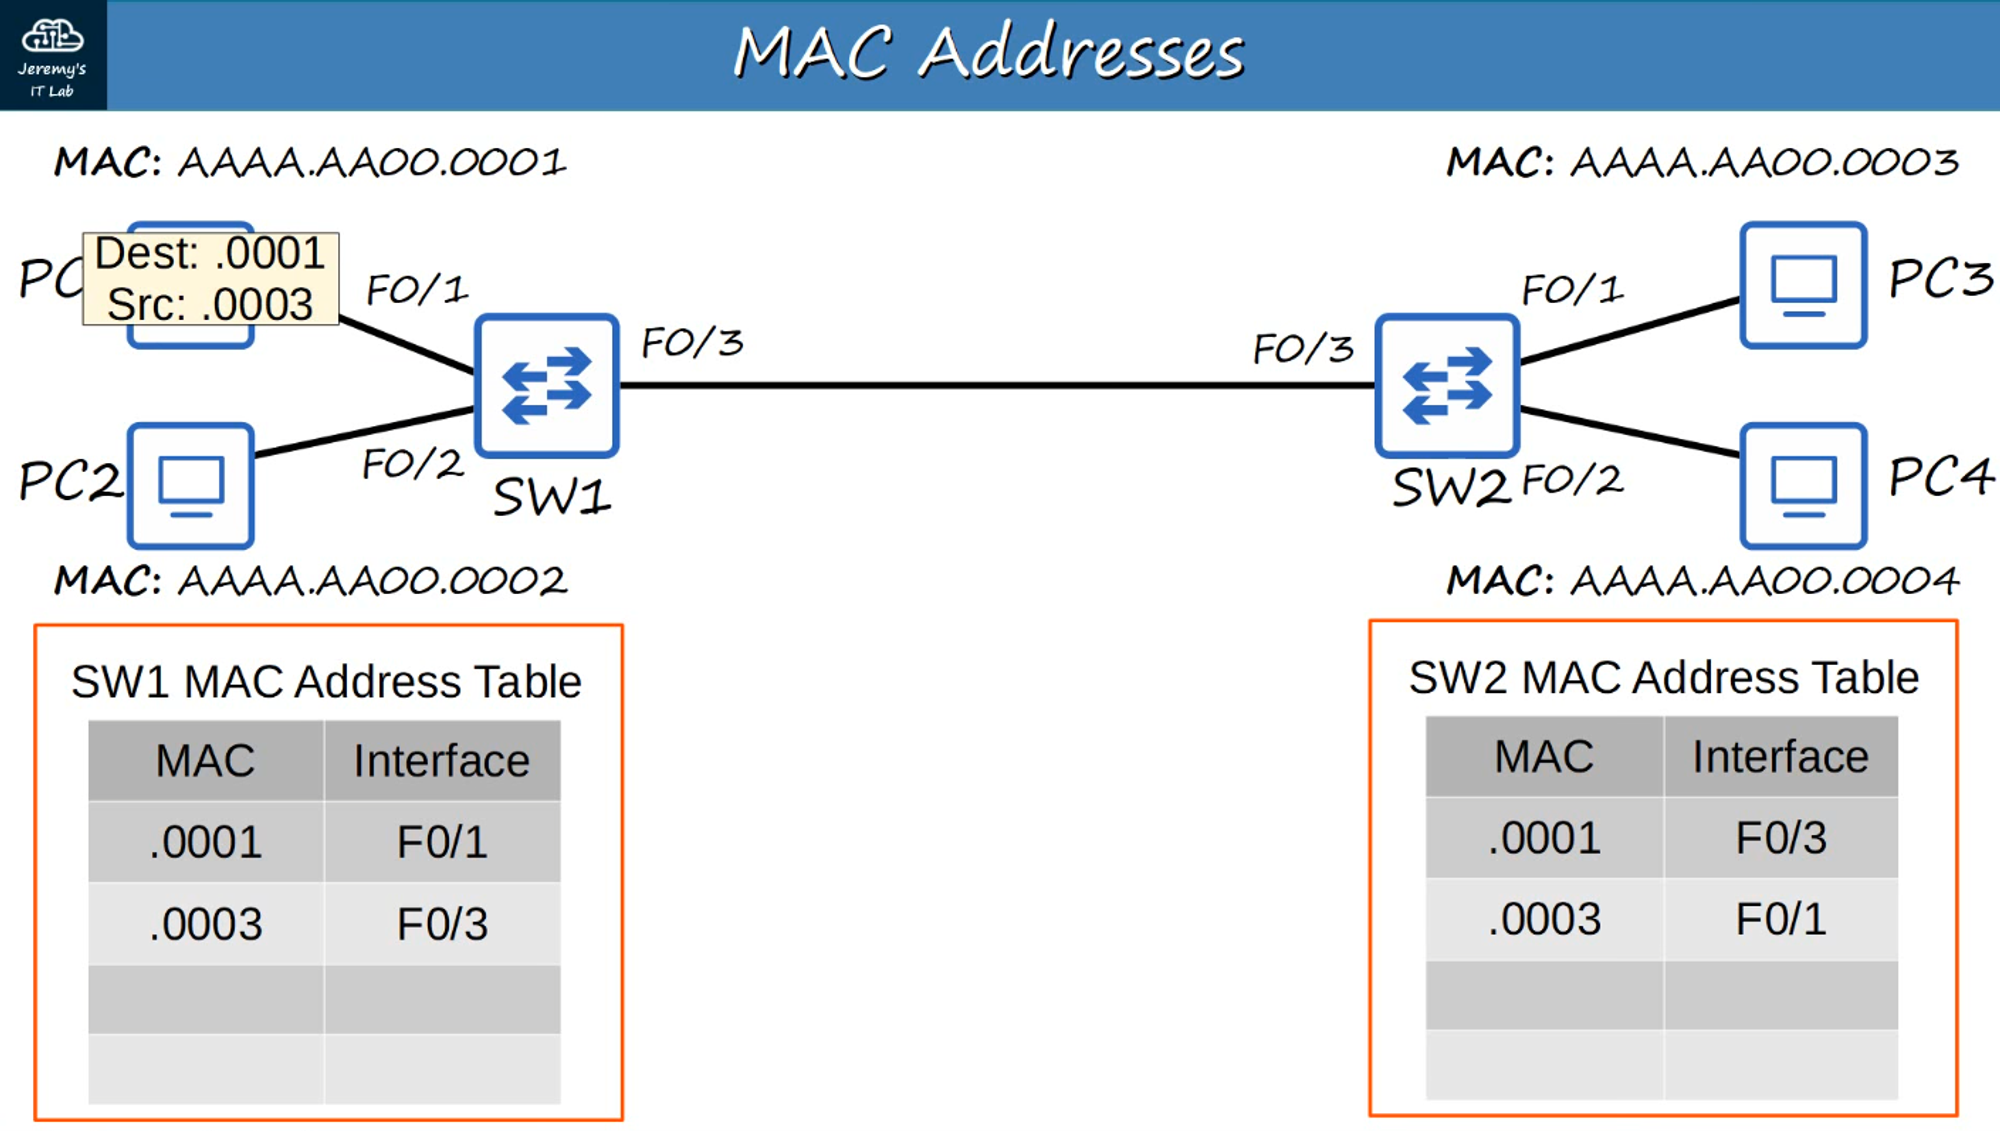 Jeremy's
IT Lab
MAC Addresses
MAC: AAAA.AA00.0001
MAC: AAAA.AA00.0003
PC
Dest: .0001
Src: .0003
F0/1
F0/3
F0/3
F0/1
PC3
PC2
F0/2
SW1
SW2
F0/2
PC4
MAC: AAAA.AA00.0002
MAC: AAAA.AA00.0004
SW1 MAC Address Table
MAC Interface
.0001 F0/1
.0003 F0/3
SW2 MAC Address Table
MAC Interface
.0001 F0/3
.0003 F0/1